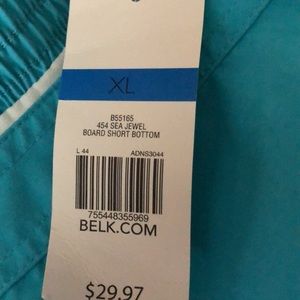 XL
B55165
454 SEA JEWEL
BOARD SHORT BOTTOM
L 44 ADNS3044
755448355969
BELK.COM
$29.97